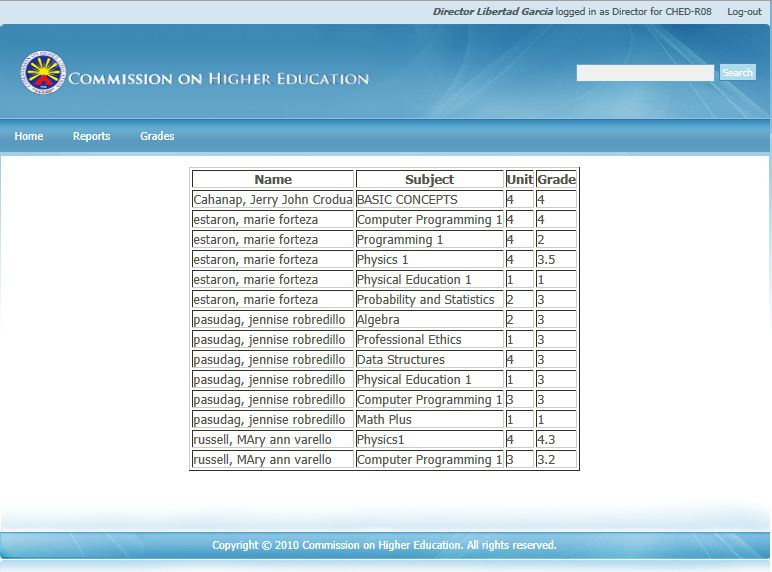 Director Libertad Garcia logged in as Director for CHED-R08 Log-out
COMMISSION ON HIGHER EDUCATION
Search
Home Reports Grades
Name Subject Unit Grade
Cahanap, Jerry John Crodua BASIC CONCEPTS 4 4
estaron, marie forteza Computer Programming 1 4 4
estaron, marie forteza Programming 1 4 2
estaron, marie forteza Physics 1 4 3.5
estaron, marie forteza Physical Education 1 1 1
estaron, marie forteza Probability and Statistics 2 3
pasudag, jennise robredillo Algebra 2 3
pasudag, jennise robredillo Professional Ethics 1 3
pasudag, jennise robredillo Data Structures 4 3
pasudag, jennise robredillo Physical Education 1 1 3
pasudag, jennise robredillo Computer Programming 1 3 3
pasudag, jennise robredillo Math Plus 1 1
russell, MAry ann varello Physics1 4 4.3
russell, MAry ann varello Computer Programming 1 3 3.2
Copyright © 2010 Commission on Higher Education. All rights reserved.